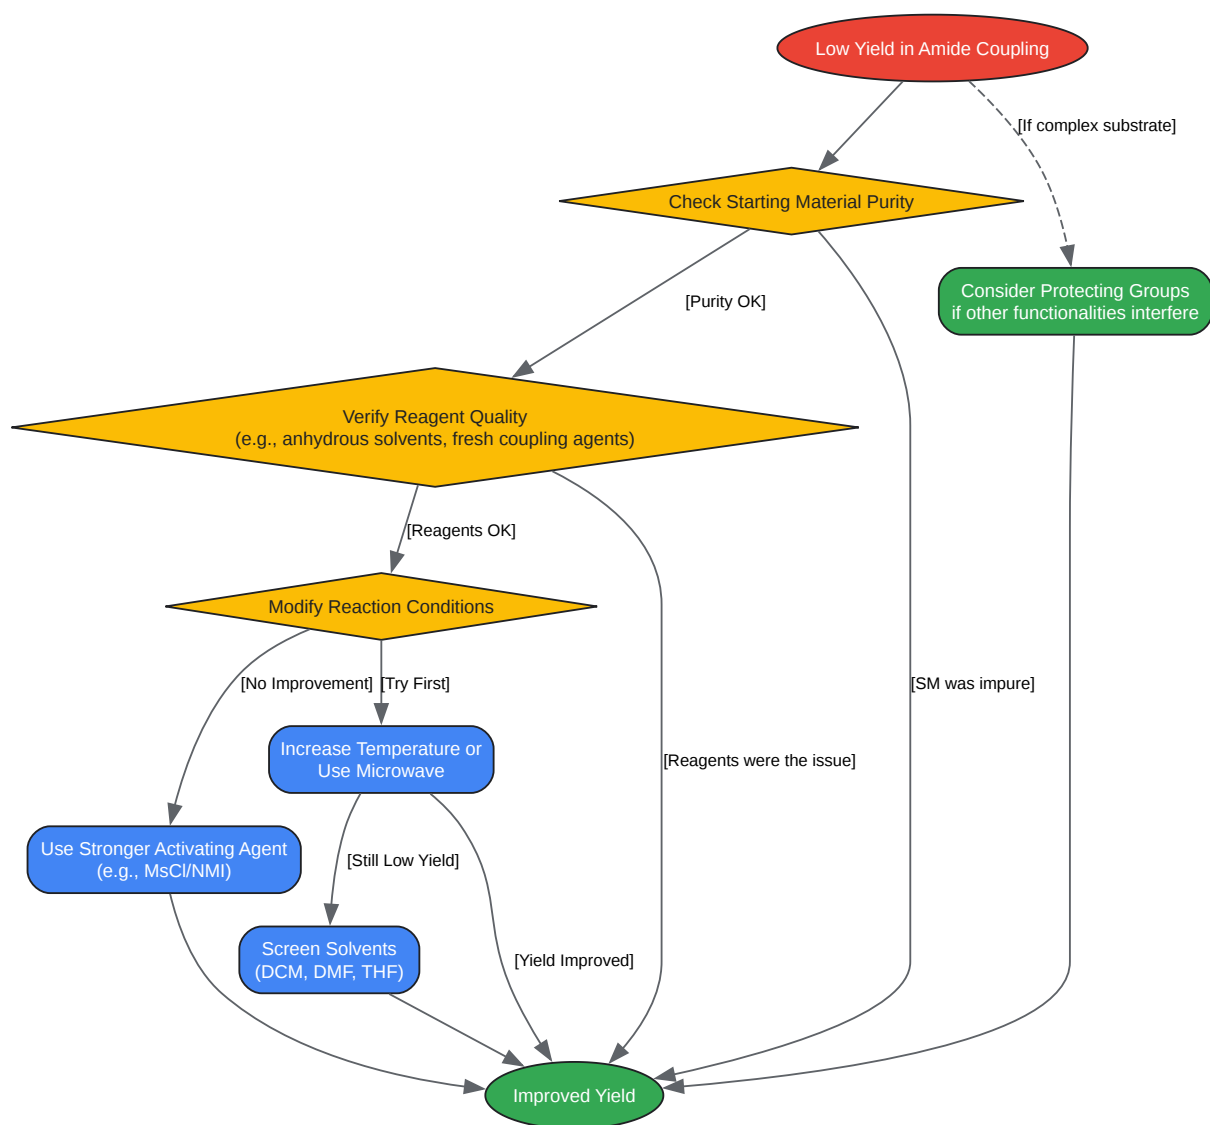 Low Yield in Amide Coupling
[If complex substrate]
Check Starting Material Purity
Consider Protecting Groups
if other functionalities interfere
[Purity OK]
Verify Reagent Quality
(e.g., anhydrous solvents, fresh coupling agents)
[Reagents OK]
Modify Reaction Conditions
[No Improvement]
[Try First]
[SM was impure]
Increase Temperature or
Use Microwave
[Reagents were the issue]
Use Stronger Activating Agent
(e.g., MsCl/NMI)
[Still Low Yield]
Screen Solvents
(DCM, DMF, THF)
[Yield Improved]
Improved Yield